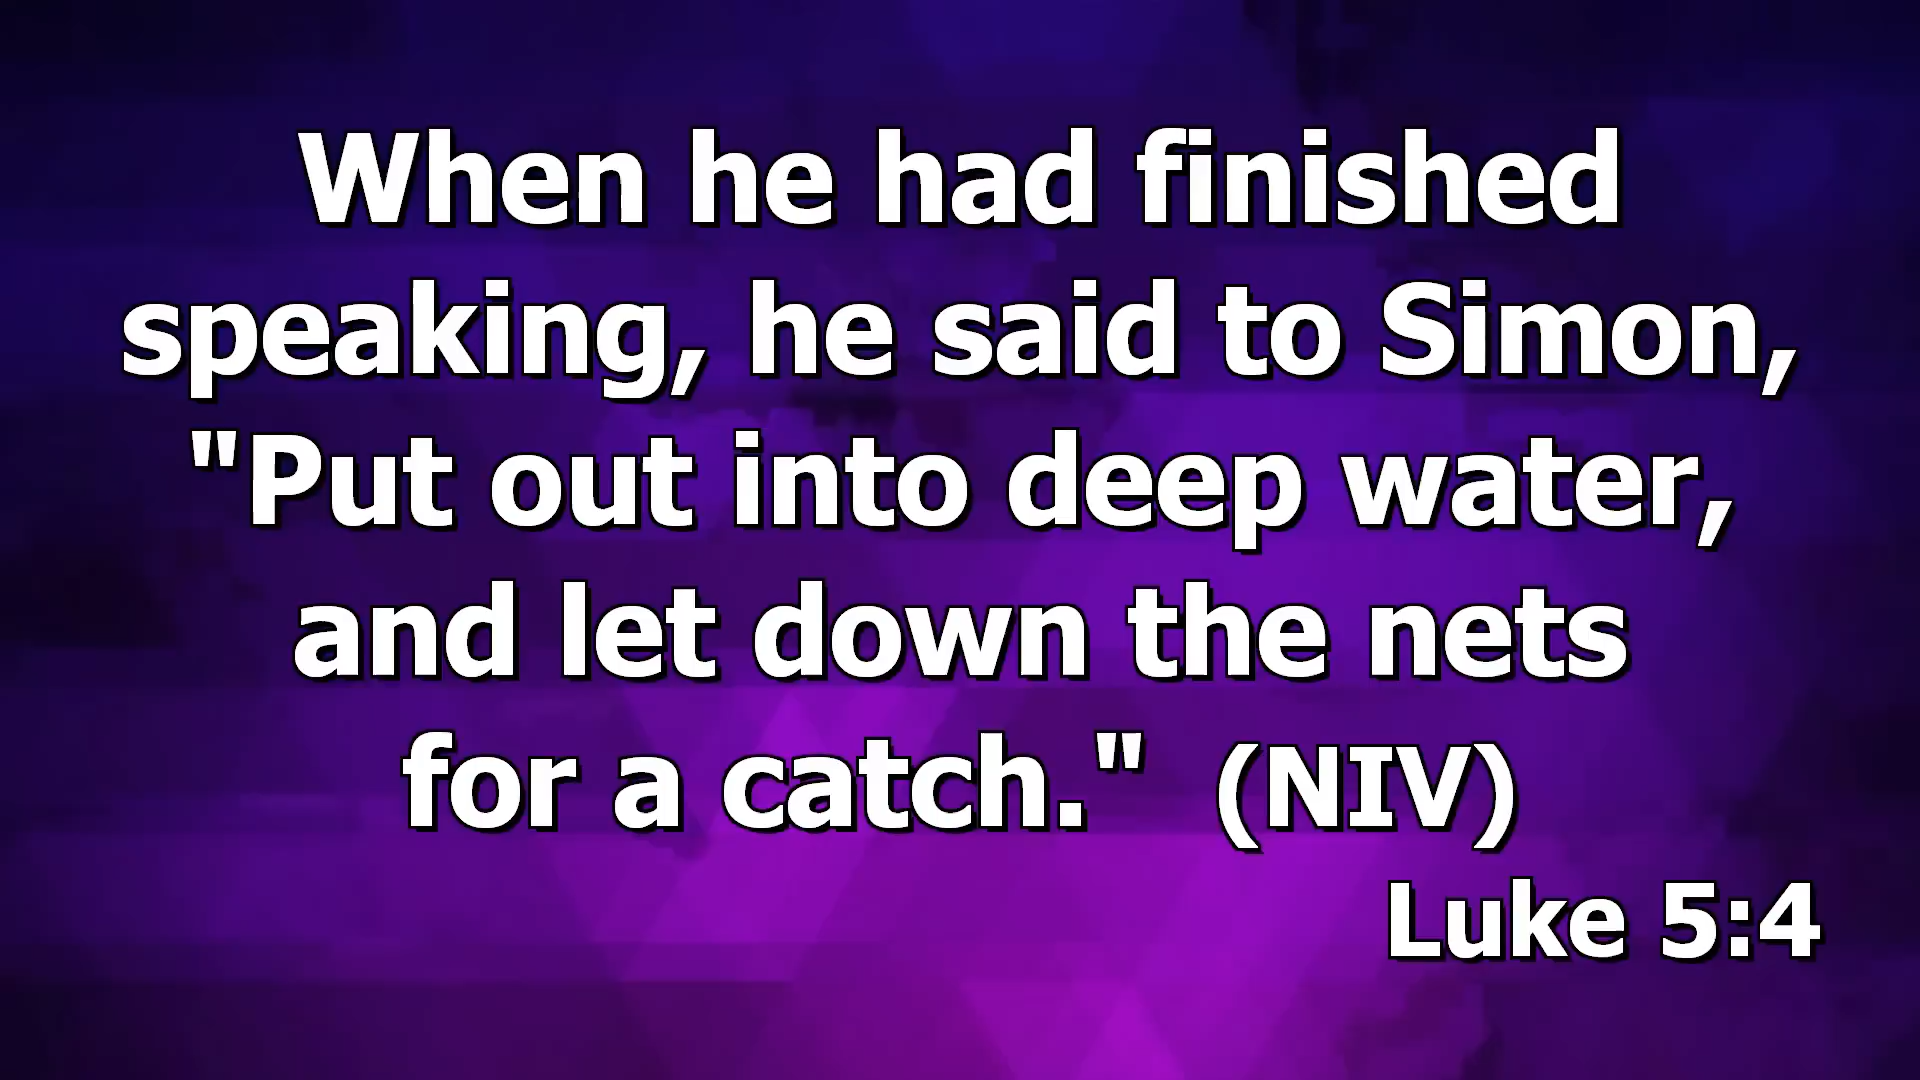 When he had finished
speaking, he said to Simon,
"Put out into deep water,
and let down the nets
for a catch." (NIV)
Luke 5:4